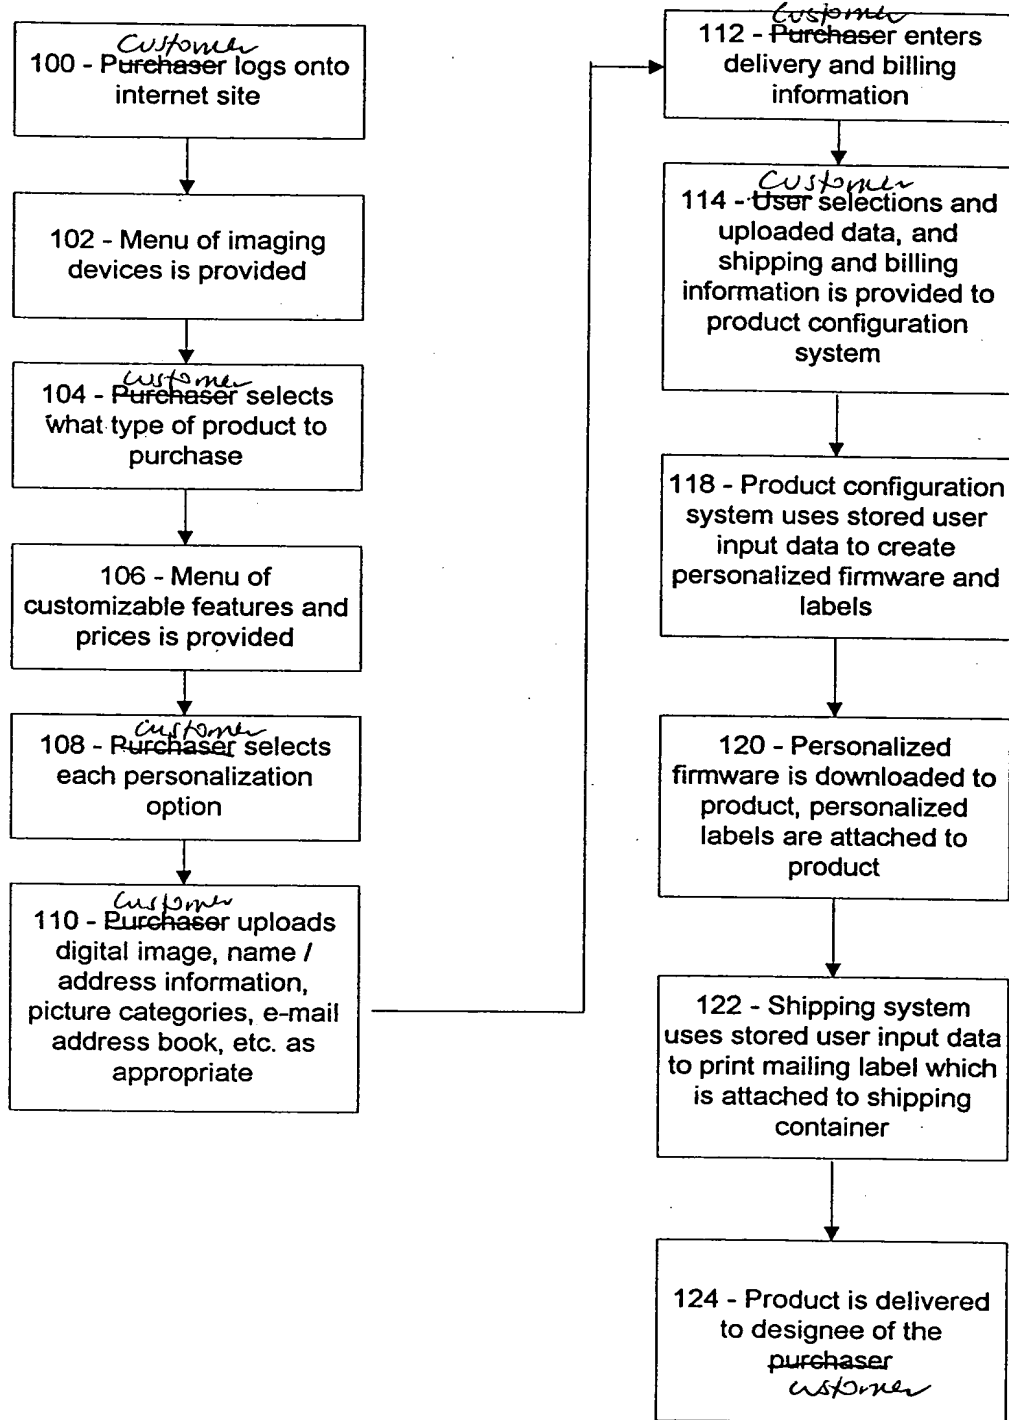 Customer
100 - Purchaser logs onto
internet site
102 - Menu of imaging
devices is provided
customer
104 - Purchaser selects
what type of product to
purchase
106 - Menu of
customizable features and
prices is provided
customer
108 - Purchaser selects
each personalization
option
customer
110 - Purchaser uploads
digital image, name /
address information,
picture categories, e-mail
address book, etc. as
appropriate
customer
112 - Purchaser enters
delivery and billing
information
customer
114 - User selections and
uploaded data, and
shipping and billing
information is provided to
product configuration
system
118 - Product configuration
system uses stored user
input data to create
personalized firmware and
labels
120 - Personalized
firmware is downloaded to
product, personalized
labels are attached to
product
122 - Shipping system
uses stored user input data
to print mailing label which
is attached to shipping
container
124 - Product is delivered
to designee of the
purchaser
customer